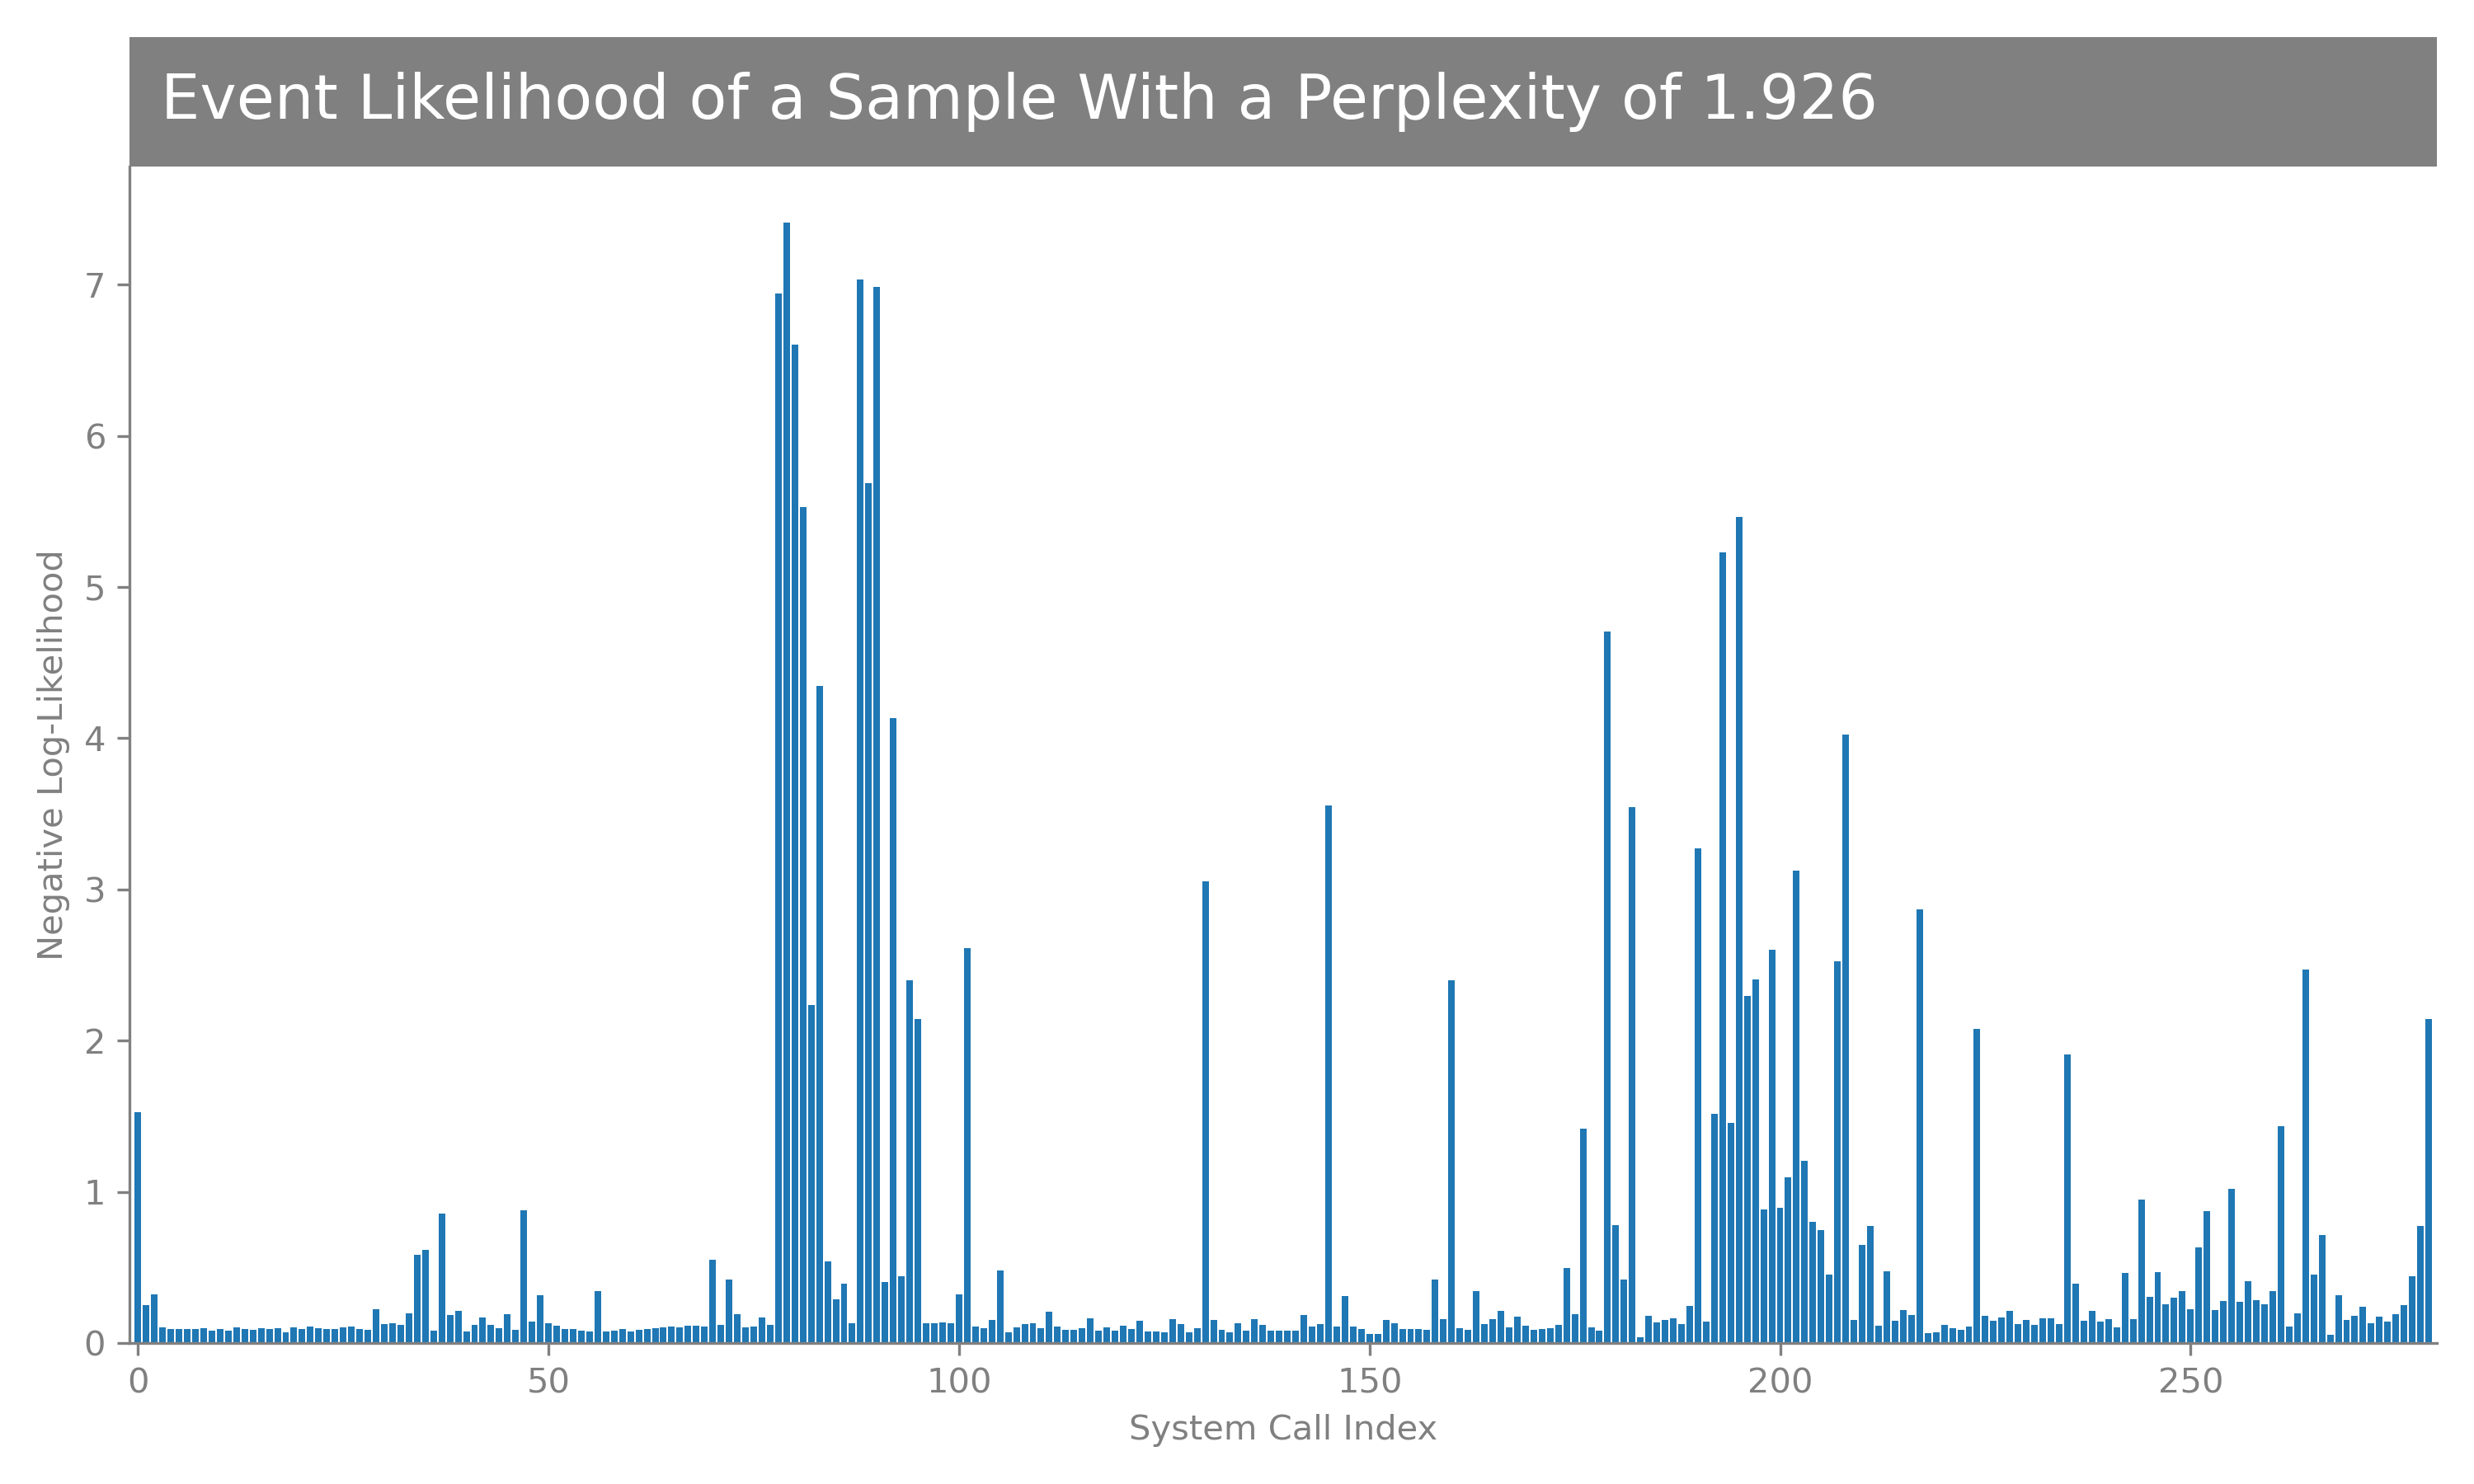 Event Likelihood of a Sample With a Perplexity of 1.926
Negative Log-Likelihood
7
6
5
4
3
2
1
0
0 50 100 150 200 250
System Call Index